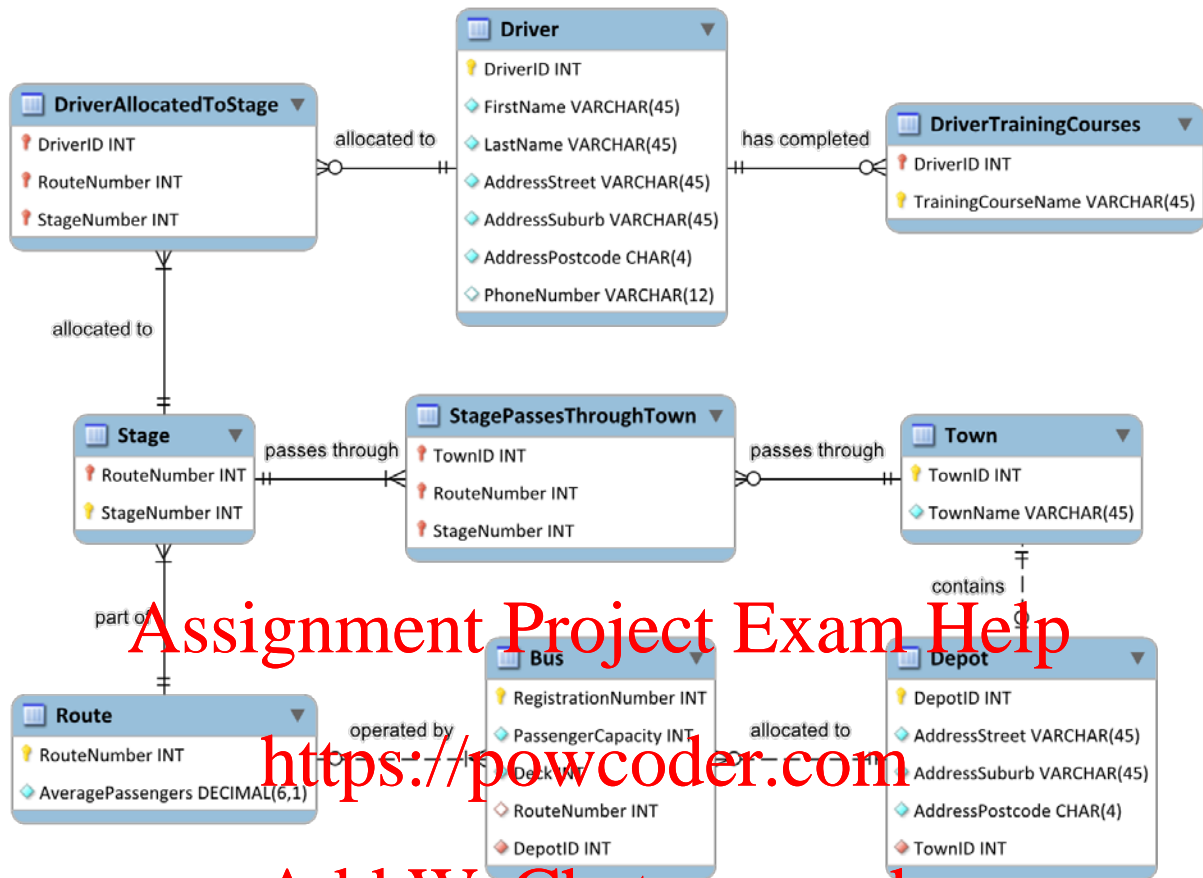 Driver
DriverID INT
FirstName VARCHAR(45)
LastName VARCHAR(45)
AddressStreet VARCHAR(45)
AddressSuburb VARCHAR(45)
AddressPostcode CHAR(4)
PhoneNumber VARCHAR(12)
DriverAllocatedToStage
DriverID INT
RouteNumber INT
StageNumber INT
allocated to
has completed
DriverTrainingCourses
DriverID INT
TrainingCourseName VARCHAR(45)
allocated to
Stage
RouteNumber INT
StageNumber INT
passes through
StagePassesThroughTown
TownID INT
RouteNumber INT
StageNumber INT
passes through
Town
TownID INT
TownName VARCHAR(45)
contains
part of
Assignment Project Exam Help
Route
RouteNumber INT
AveragePassengers DECIMAL(6,1)
operated by
https://powcoder.com
Bus
RegistrationNumber INT
PassengerCapacity INT
Deck INT
RouteNumber INT
DepotID INT
allocated to
Depot
DepotID INT
AddressStreet VARCHAR(45)
AddressSuburb VARCHAR(45)
AddressPostcode CHAR(4)
TownID INT